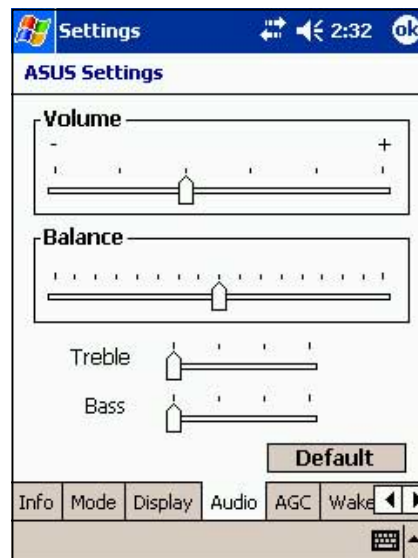 Settings 2:32 ok
ASUS Settings
Volume
- +
Balance
Treble
Bass
Default
Info Mode Display Audio AGC Wake